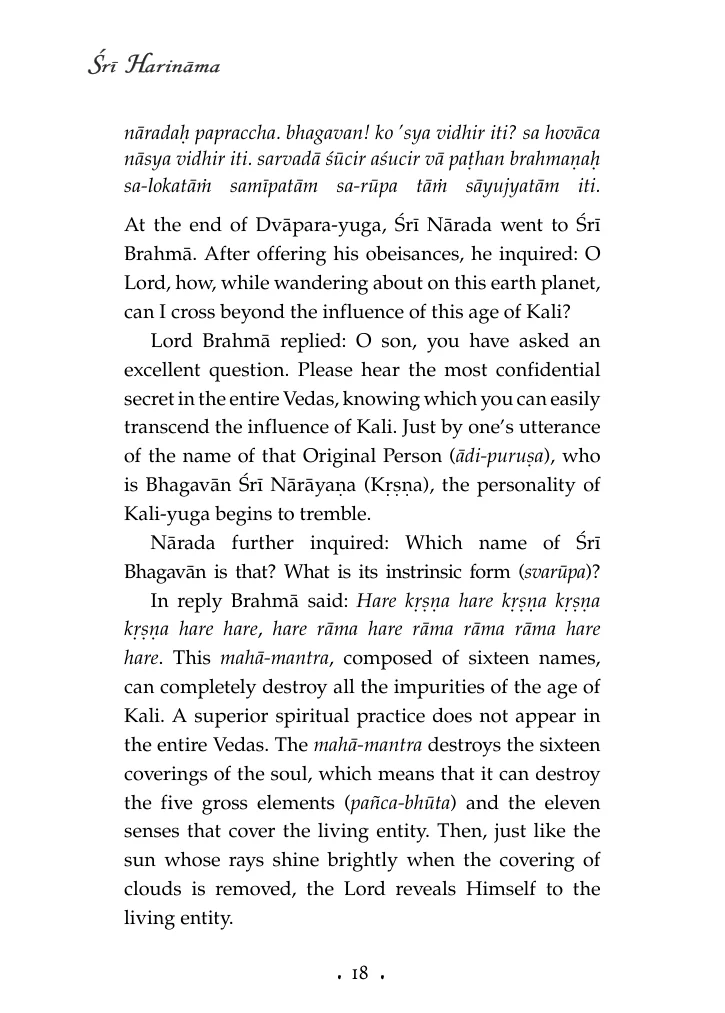 Śrī Harināma
nāradaḥ papraccha. bhagavan! ko ’sya vidhir iti? sa hovāca
nāsya vidhir iti. sarvadā śūcir aśucir vā paṭhan brahmaṇaḥ
sa-lokatāṁ samīpatāṁ sa-rūpa tāṁ sāyujyatām iti.
At the end of Dvāpara-yuga, Śrī Nārada went to Śrī
Brahmā. After offering his obeisances, he inquired: O
Lord, how, while wandering about on this earth planet,
can I cross beyond the influence of this age of Kali?
Lord Brahmā replied: O son, you have asked an
excellent question. Please hear the most confidential
secret in the entire Vedas, knowing which you can easily
transcend the influence of Kali. Just by one’s utterance
of the name of that Original Person (ādi-puruṣa), who
is Bhagavān Śrī Nārāyaṇa (Kṛṣṇa), the personality of
Kali-yuga begins to tremble.
Nārada further inquired: Which name of Śrī
Bhagavān is that? What is its instrinsic form (svarūpa)?
In reply Brahmā said: Hare kṛṣṇa hare kṛṣṇa kṛṣṇa
kṛṣṇa hare hare, hare rāma hare rāma rāma rāma hare
hare. This mahā-mantra, composed of sixteen names,
can completely destroy all the impurities of the age of
Kali. A superior spiritual practice does not appear in
the entire Vedas. The mahā-mantra destroys the sixteen
coverings of the soul, which means that it can destroy
the five gross elements (pañca-bhūta) and the eleven
senses that cover the living entity. Then, just like the
sun whose rays shine brightly when the covering of
clouds is removed, the Lord reveals Himself to the
living entity.
. 18 .